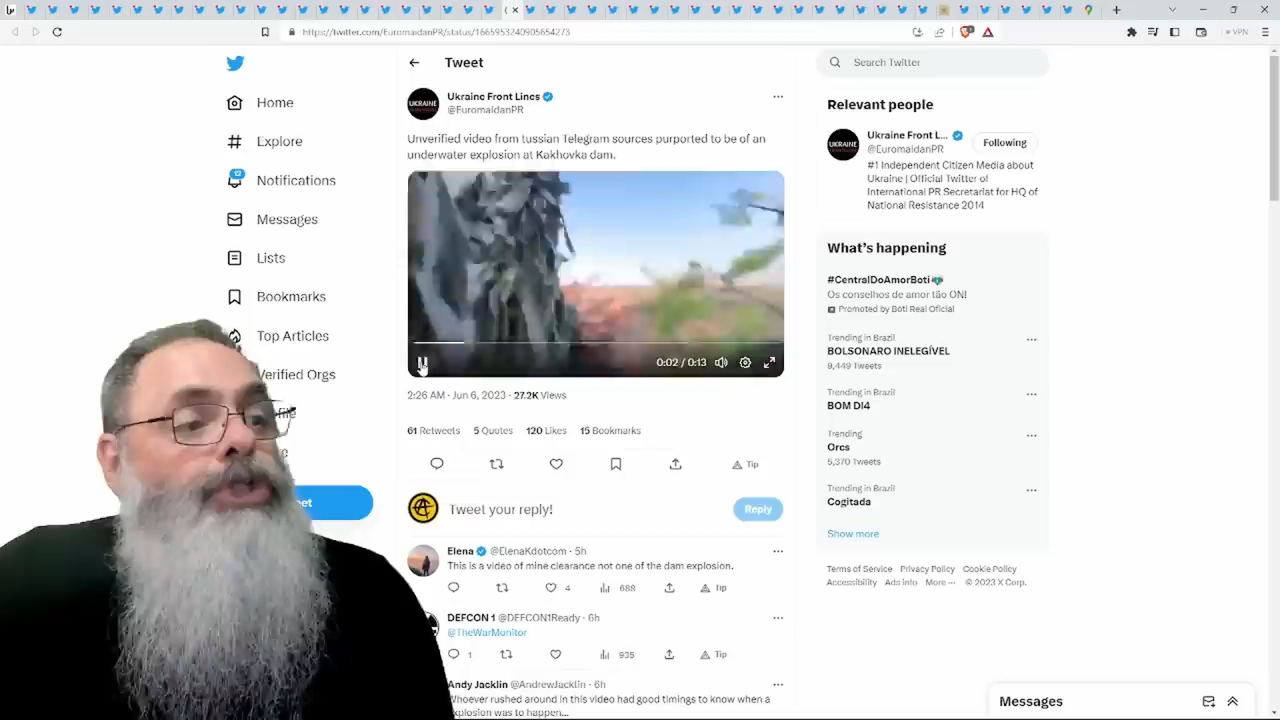 https://twitter.com/EuromaidanPR/status/1665953240905654273
VPN
Home
Explore
12
Notifications
Messages
Lists
Bookmarks
Top Articles
Verified Orgs
Tweet
UKRAINE
Ukraine Front Lines
@EuromaidanPR
Unverified video from tussian Telegram sources purported to be of an
underwater explosion at Kakhovka dam.
0:02 / 0:13
2:26 AM · Jun 6, 2023 · 27.2K Views
61 Retweets 5 Quotes 120 Likes 15 Bookmarks
Tip
Tweet your reply!
Reply
Elena @ElenaKdotcom · 5h
This is a video of mine clearance not one of the dam explosion.
4 688 Tip
DEFCON 1 @DEFCON1Ready · 6h
@TheWarMonitor
1 935 Tip
Andy Jacklin @AndrewJacklin · 6h
Whoever rushed around in this video had good timings to know when a
explosion was to happen...
Search Twitter
Relevant people
UKRAINE
Ukraine Front L...
@EuromaidanPR
Following
#1 Independent Citizen Media about
Ukraine | Official Twitter of
International PR Secretariat for HQ of
National Resistance 2014
What's happening
#CentralDoAmorBoti
Os conselhos de amor tão ON!
Promoted by Boti Real Oficial
Trending in Brazil
BOLSONARO INELEGÍVEL
9,449 Tweets
Trending in Brazil
BOM DI4
Trending
Orcs
5,370 Tweets
Trending in Brazil
Cogitada
Show more
Terms of Service Privacy Policy Cookie Policy
Accessibility Ads info More ··· © 2023 X Corp.
Messages